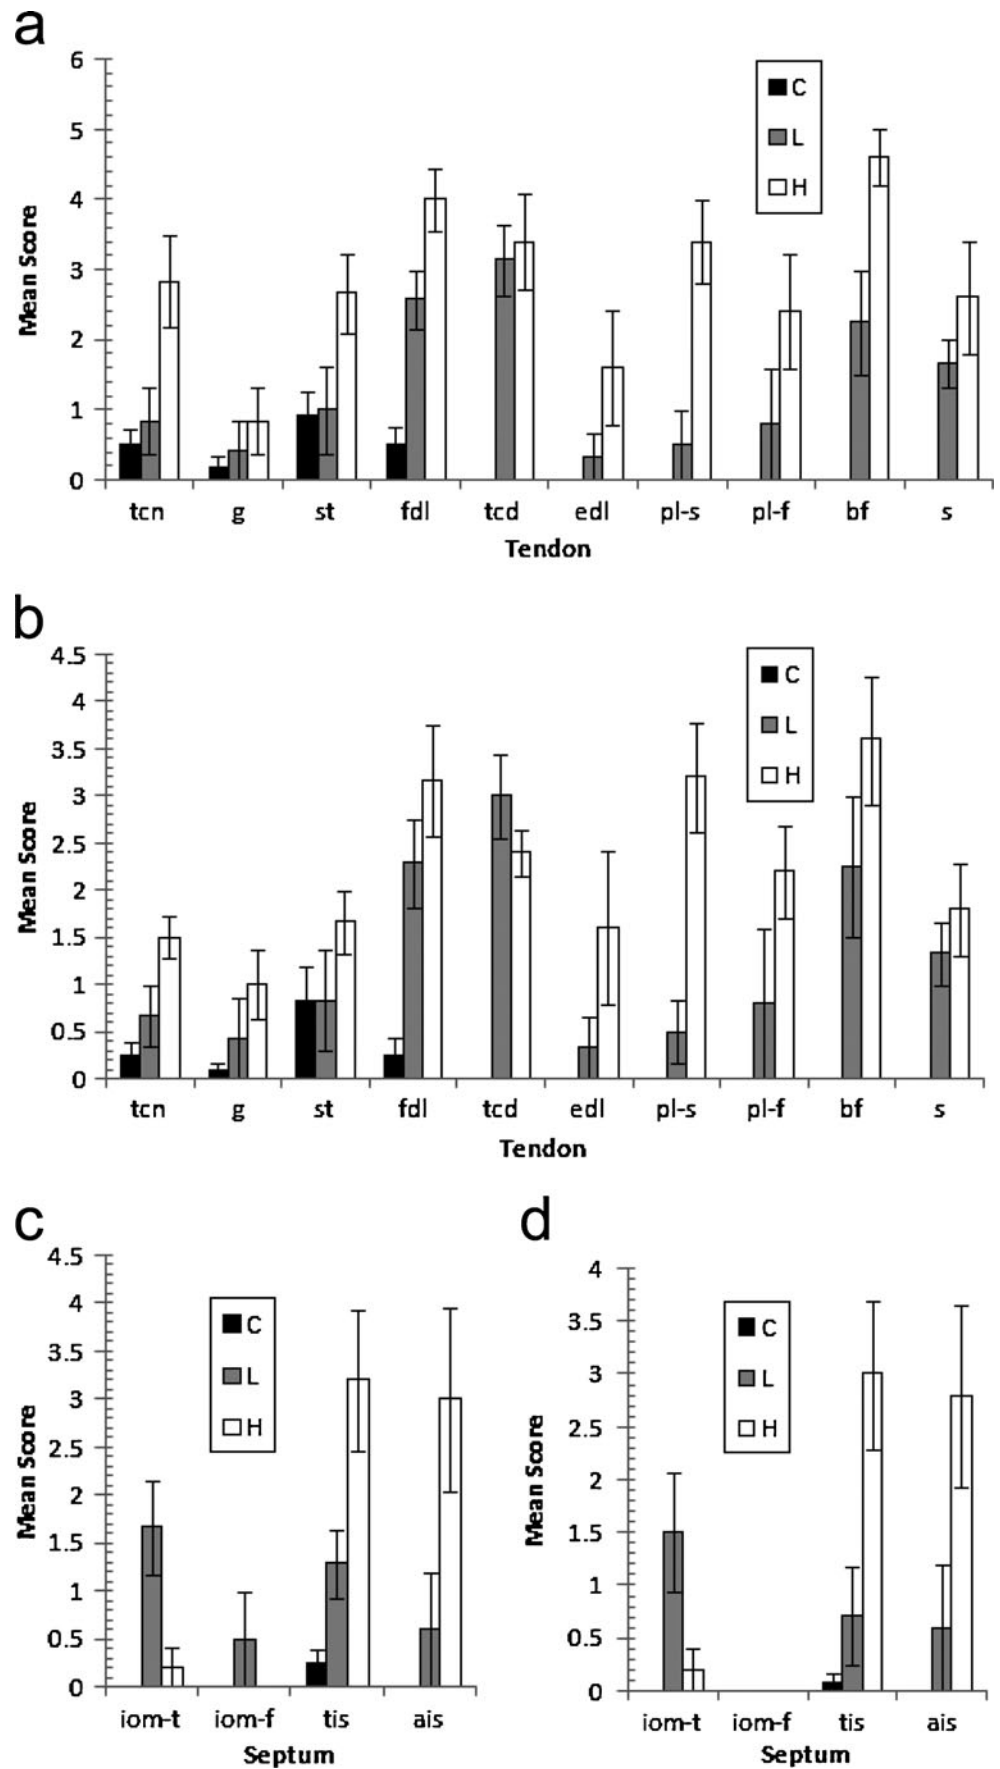 a
6
5
4
3
2
1
0
Mean Score
C
L
H
tcn g st fdl tcd edl pl-s pl-f bf s
Tendon
b
4.5
4
3.5
3
2.5
2
1.5
1
0.5
0
Mean Score
C
L
H
tcn g st fdl tcd edl pl-s pl-f bf s
Tendon
c
4.5
4
3.5
3
2.5
2
1.5
1
0.5
0
Mean Score
C
L
H
iom-t iom-f tis ais
Septum
d
4
3.5
3
2.5
2
1.5
1
0.5
0
Mean Score
C
L
H
iom-t iom-f tis ais
Septum